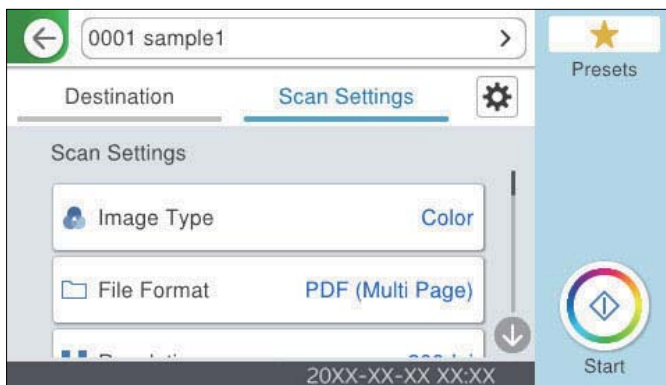 0001 sample1
Presets
Destination
Scan Settings
Scan Settings
Image Type
Color
File Format
PDF (Multi Page)
20XX-XX-XX XX:XX
Start